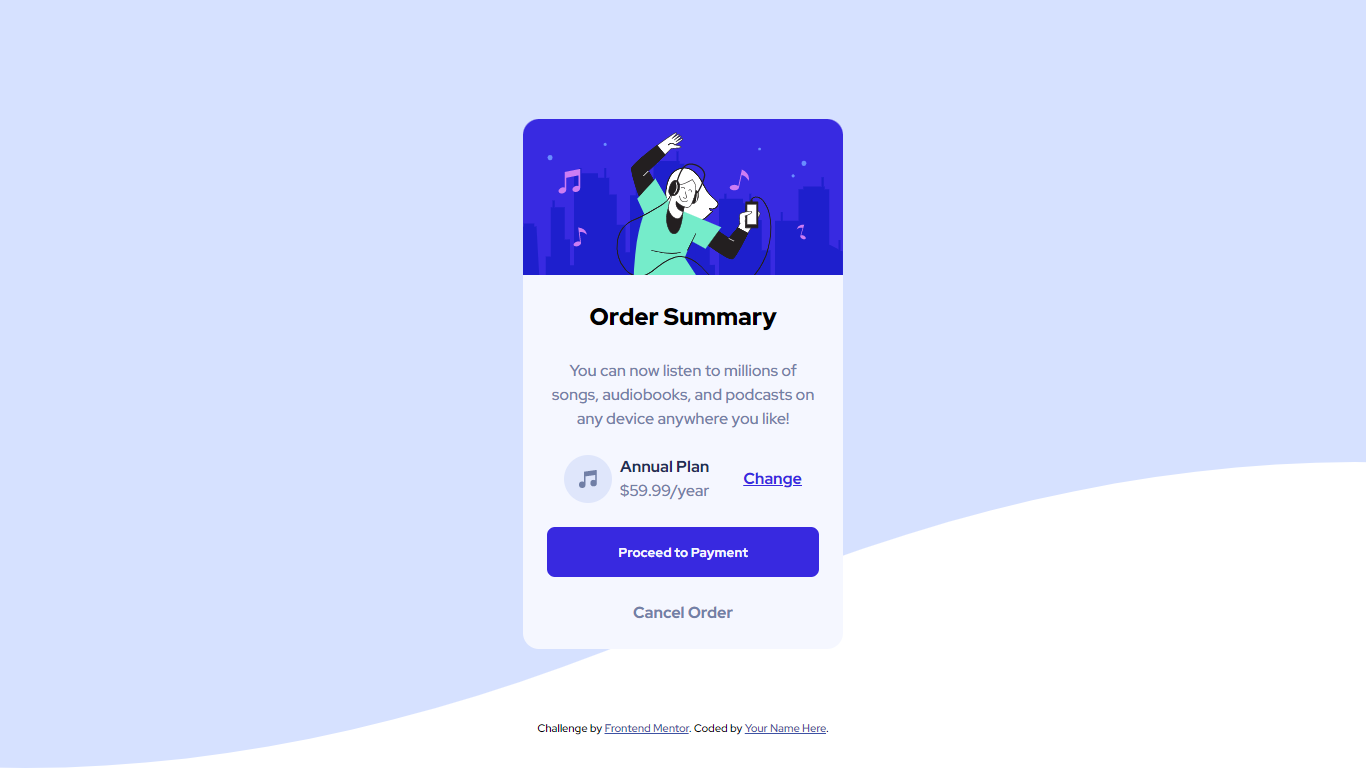 Order Summary
You can now listen to millions of
songs, audiobooks, and podcasts on
any device anywhere you like!
Annual Plan
$59.99/year
Change
Proceed to Payment
Cancel Order
Challenge by Frontend Mentor. Coded by Your Name Here.